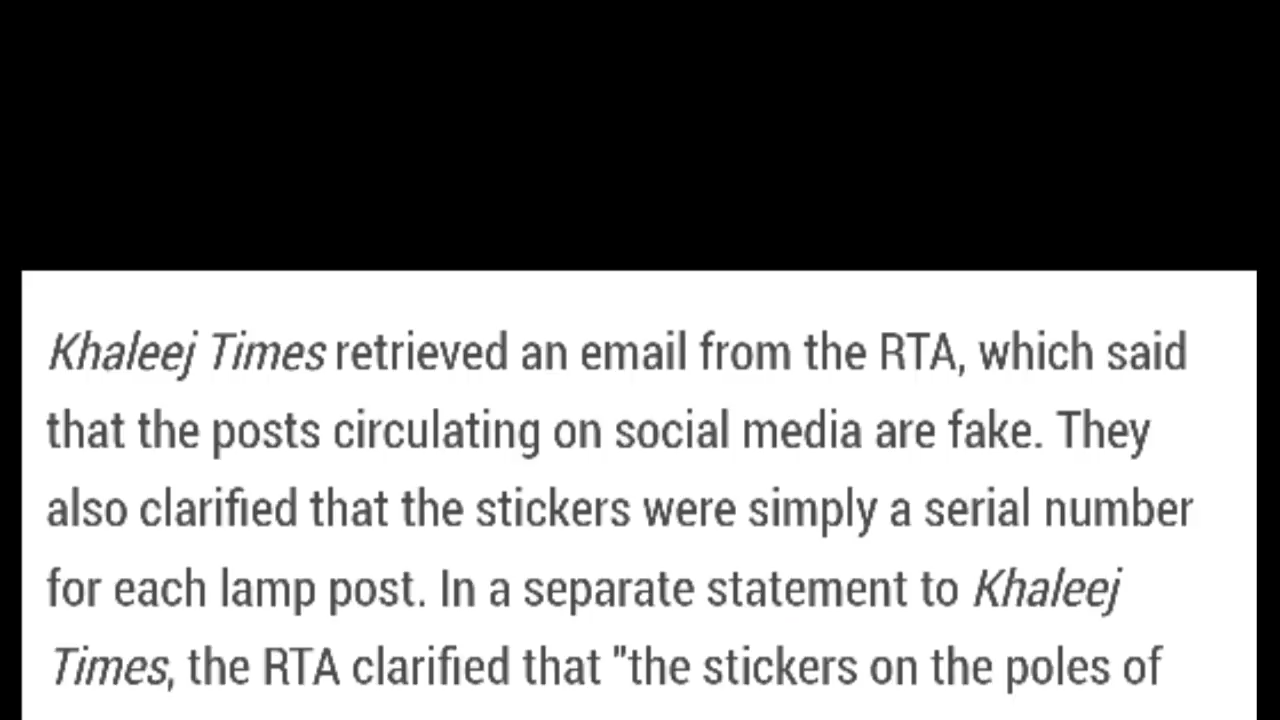 Khaleej Times retrieved an email from the RTA, which said
that the posts circulating on social media are fake. They
also clarified that the stickers were simply a serial number
for each lamp post. In a separate statement to Khaleej
Times, the RTA clarified that "the stickers on the poles of